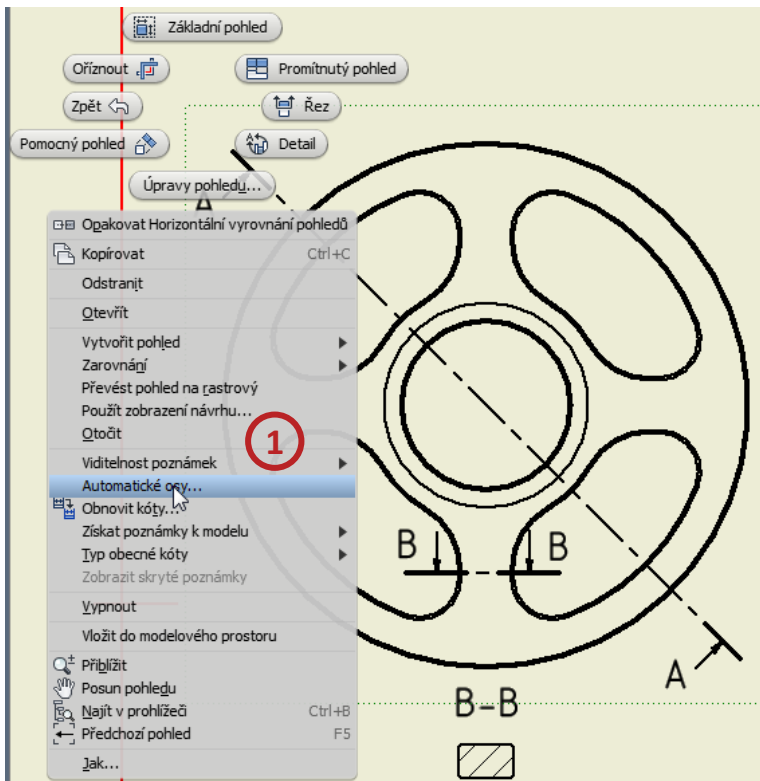 Základní pohled
Oříznout
Promítnutý pohled
Zpět
Řez
Pomocný pohled
Detail
Úpravy pohledu...
A
Opakovat Horizontální vyrovnání pohledů
Kopírovat Ctrl+C
Odstranit
Otevřít
Vytvořit pohled
Zarovnání
Převést pohled na rastrový
Použít zobrazení návrhu...
Otočit
1
Viditelnost poznámek
Automatické osy...
Obnovit kóty...
Získat poznámky k modelu
Typ obecné kóty
Zobrazit skryté poznámky
Vypnout
Vložit do modelového prostoru
Přiblížit
Posun pohledu
Najít v prohlížeči Ctrl+B
Předchozí pohled F5
Jak...
B B
A
B-B